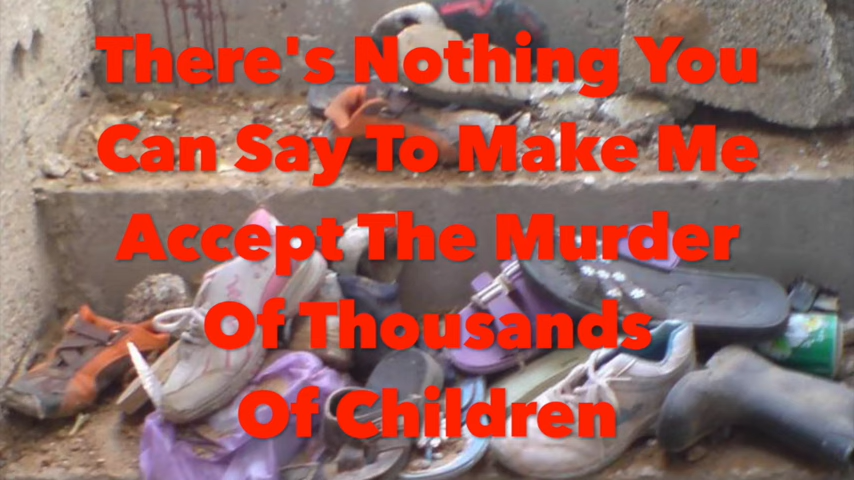 There's Nothing You
Can Say To Make Me
Accept The Murder
Of Thousands
Of Children